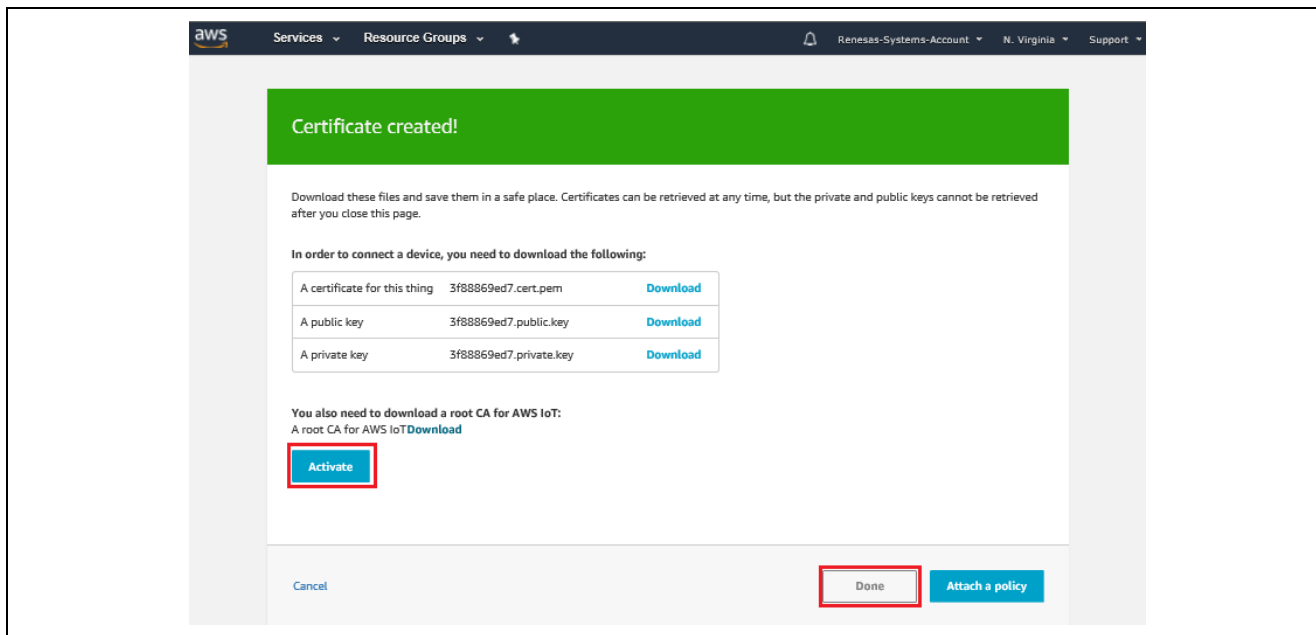 aws Services Resource Groups Renesas-Systems-Account N. Virginia Support
Certificate created!
Download these files and save them in a safe place. Certificates can be retrieved at any time, but the private and public keys cannot be retrieved
after you close this page.
In order to connect a device, you need to download the following:
A certificate for this thing 3f88869ed7.cert.pem Download
A public key 3f88869ed7.public.key Download
A private key 3f88869ed7.private.key Download
You also need to download a root CA for AWS IoT:
A root CA for AWS IoTDownload
Activate
Cancel Done Attach a policy